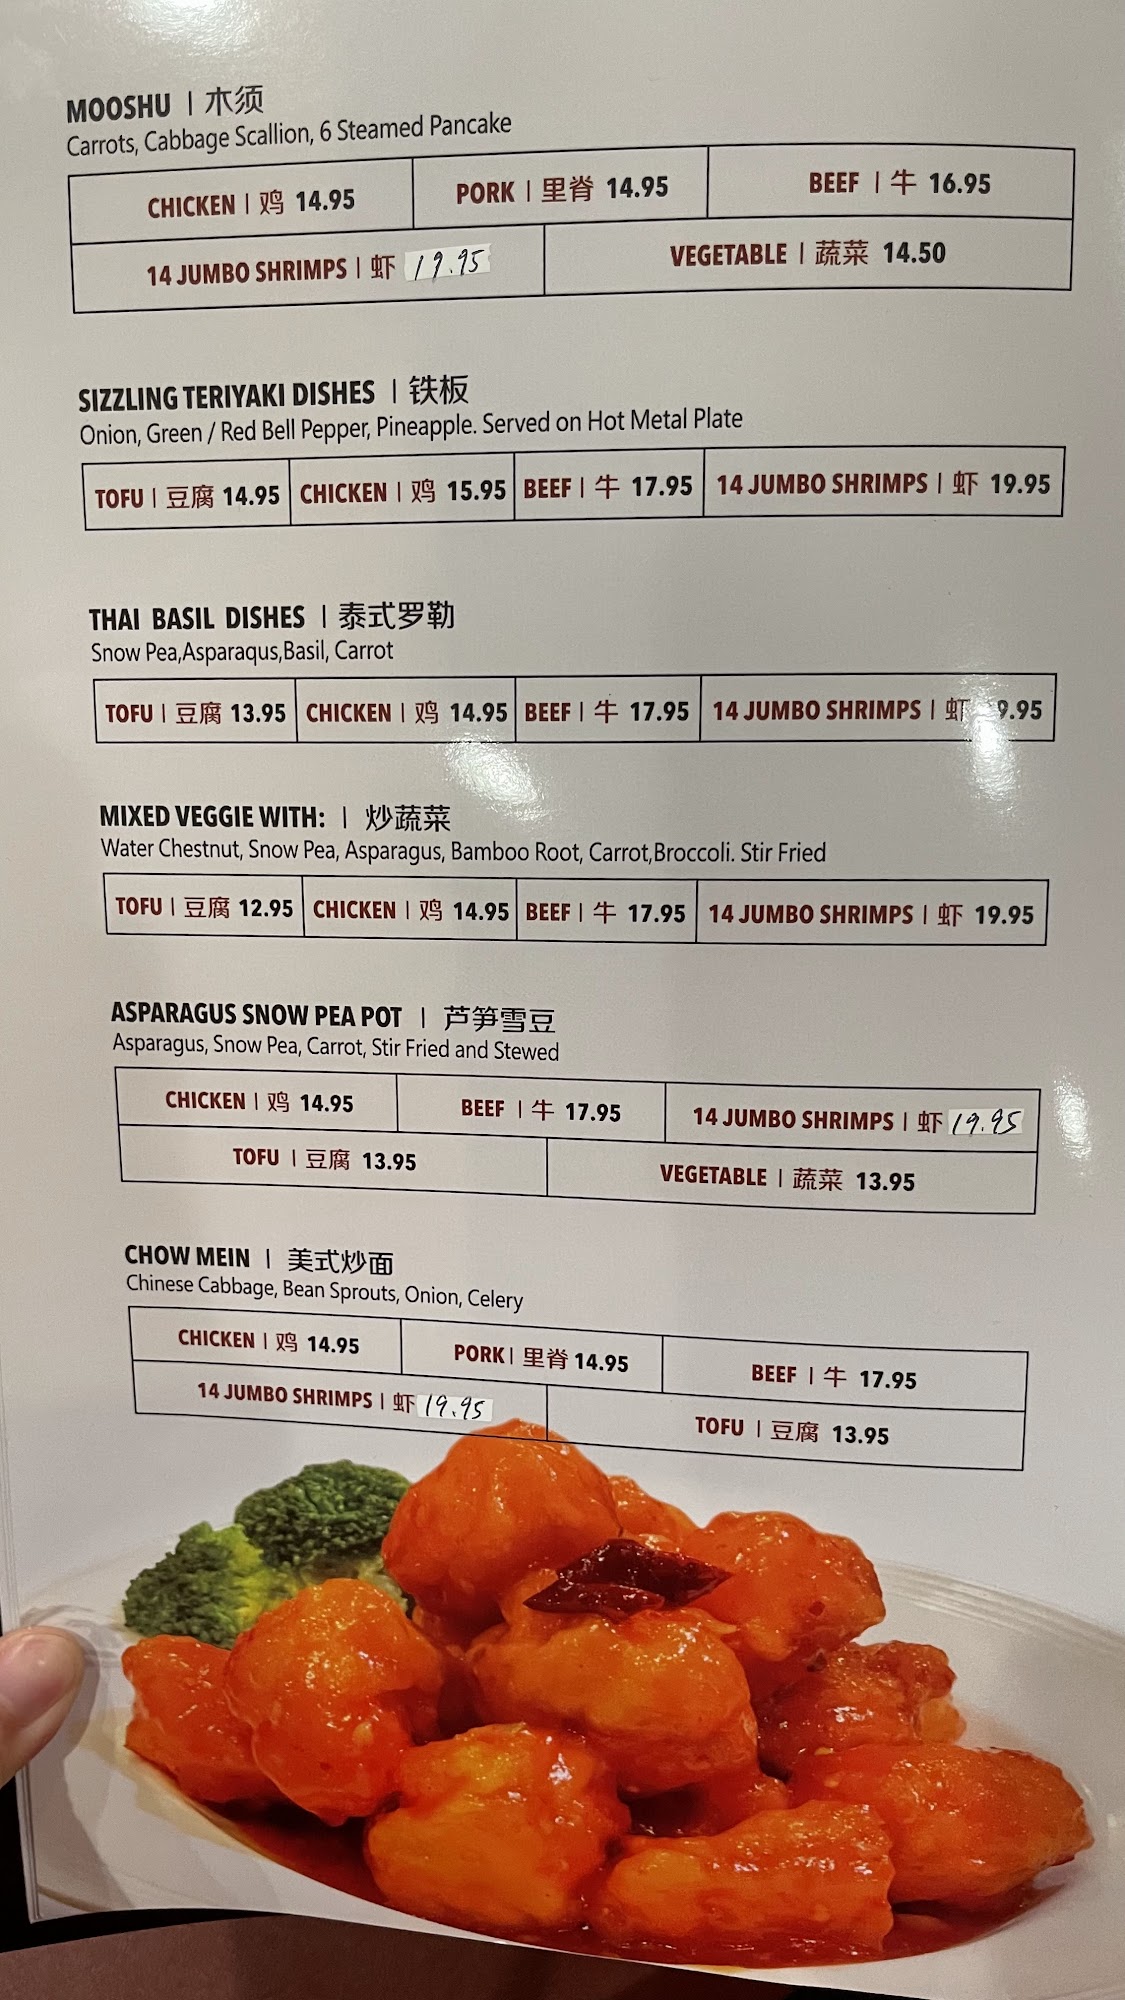 MOOSHU | 木须
Carrots, Cabbage Scallion, 6 Steamed Pancake
CHICKEN | 鸡 14.95 PORK | 里脊 14.95 BEEF | 牛 16.95
14 JUMBO SHRIMPS | 虾 19.95 VEGETABLE | 蔬菜 14.50
SIZZLING TERIYAKI DISHES | 铁板
Onion, Green / Red Bell Pepper, Pineapple. Served on Hot Metal Plate
TOFU | 豆腐 14.95 CHICKEN | 鸡 15.95 BEEF | 牛 17.95 14 JUMBO SHRIMPS | 虾 19.95
THAI BASIL DISHES | 泰式罗勒
Snow Pea,Asparaqus,Basil, Carrot
TOFU | 豆腐 13.95 CHICKEN | 鸡 14.95 BEEF | 牛 17.95 14 JUMBO SHRIMPS | 虾 9.95
MIXED VEGGIE WITH: | 炒蔬菜
Water Chestnut, Snow Pea, Asparagus, Bamboo Root, Carrot,Broccoli. Stir Fried
TOFU | 豆腐 12.95 CHICKEN | 鸡 14.95 BEEF | 牛 17.95 14 JUMBO SHRIMPS | 虾 19.95
ASPARAGUS SNOW PEA POT | 芦笋雪豆
Asparagus, Snow Pea, Carrot, Stir Fried and Stewed
CHICKEN | 鸡 14.95 BEEF | 牛 17.95 14 JUMBO SHRIMPS | 虾 19.95
TOFU | 豆腐 13.95 VEGETABLE | 蔬菜 13.95
CHOW MEIN | 美式炒面
Chinese Cabbage, Bean Sprouts, Onion, Celery
CHICKEN | 鸡 14.95 PORK | 里脊 14.95 BEEF | 牛 17.95
14 JUMBO SHRIMPS | 虾 19.95 TOFU | 豆腐 13.95